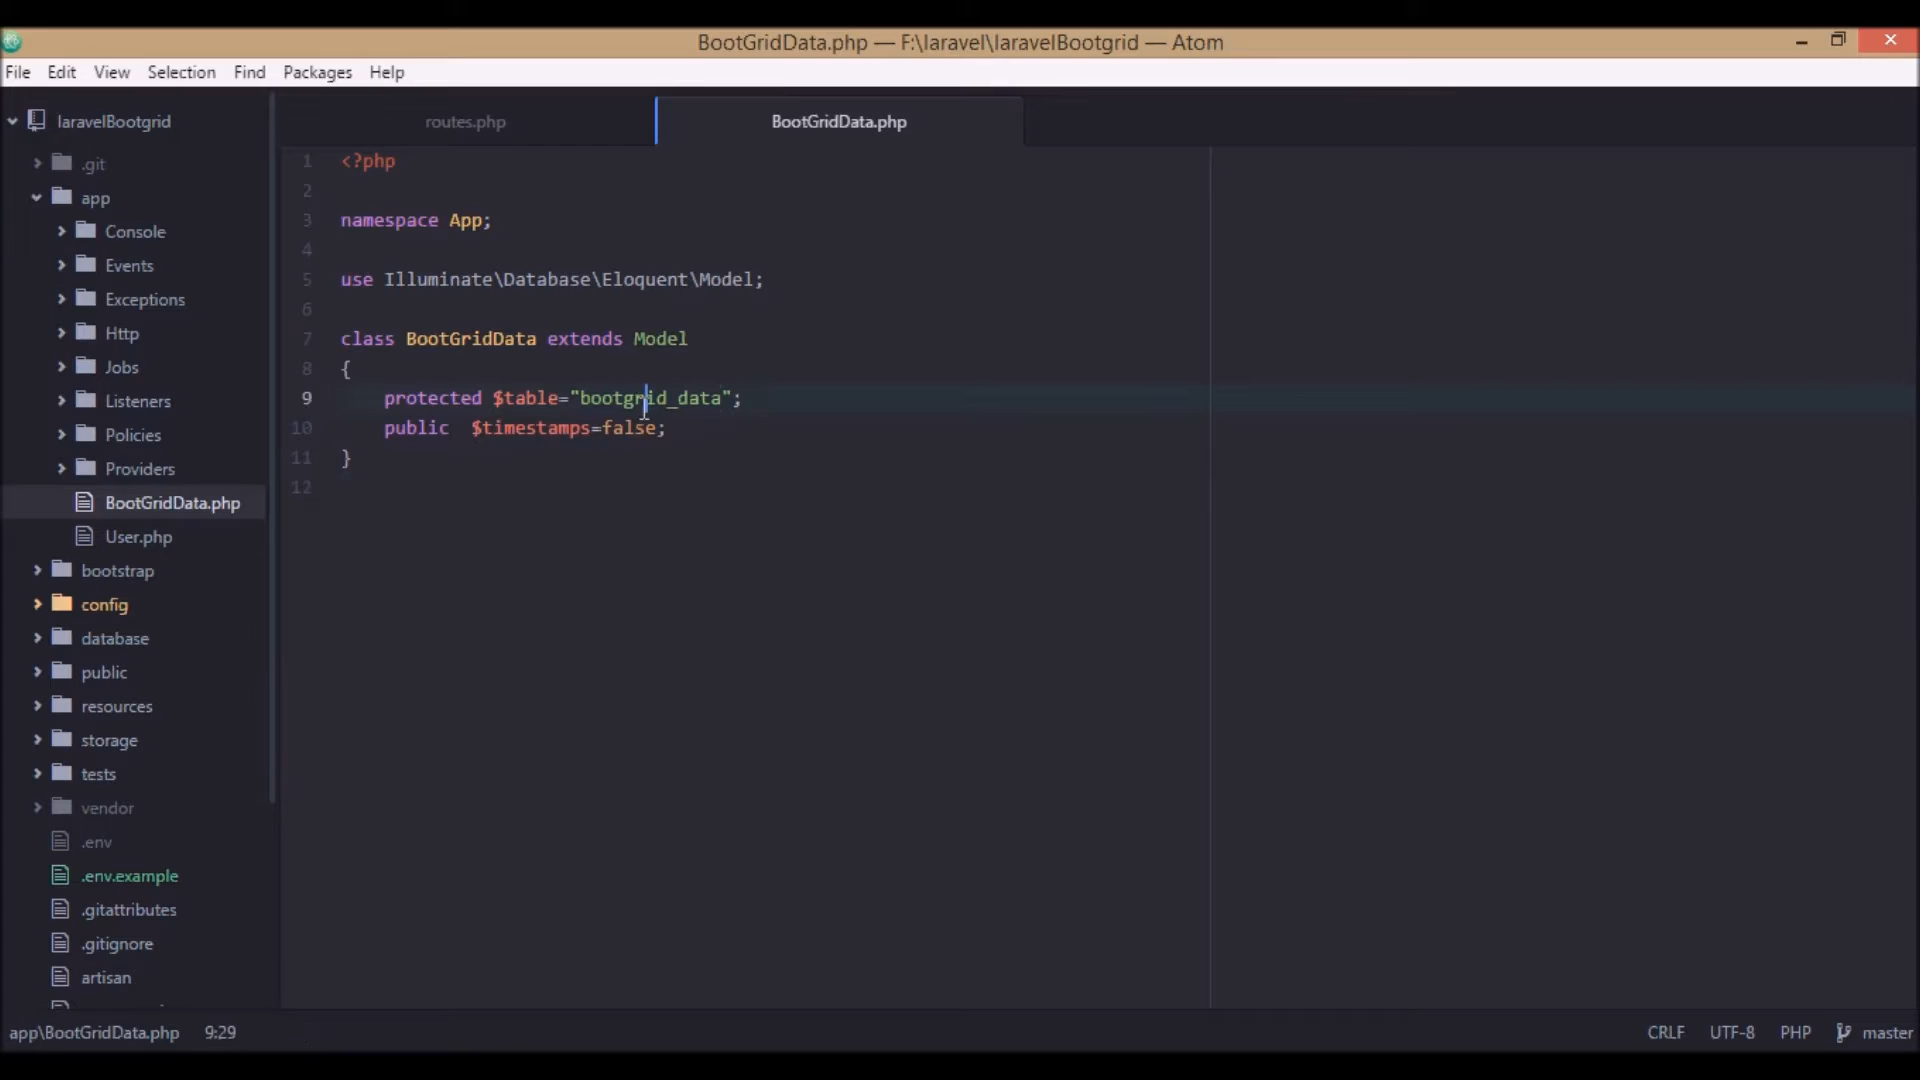 BootGridData.php — F:\laravel\laravelBootgrid — Atom
File Edit View Selection Find Packages Help
laravelBootgrid
.git
app
Console
Events
Exceptions
Http
Jobs
Listeners
Policies
Providers
BootGridData.php
User.php
bootstrap
config
database
public
resources
storage
tests
vendor
.env
.env.example
.gitattributes
.gitignore
artisan
routes.php BootGridData.php
1 <?php
2
3 namespace App;
4
5 use Illuminate\Database\Eloquent\Model;
6
7 class BootGridData extends Model
8 {
9 protected $table="bootgrid_data";
10 public  $timestamps=false;
11 }
12
app\BootGridData.php 9:29 CRLF UTF-8 PHP master